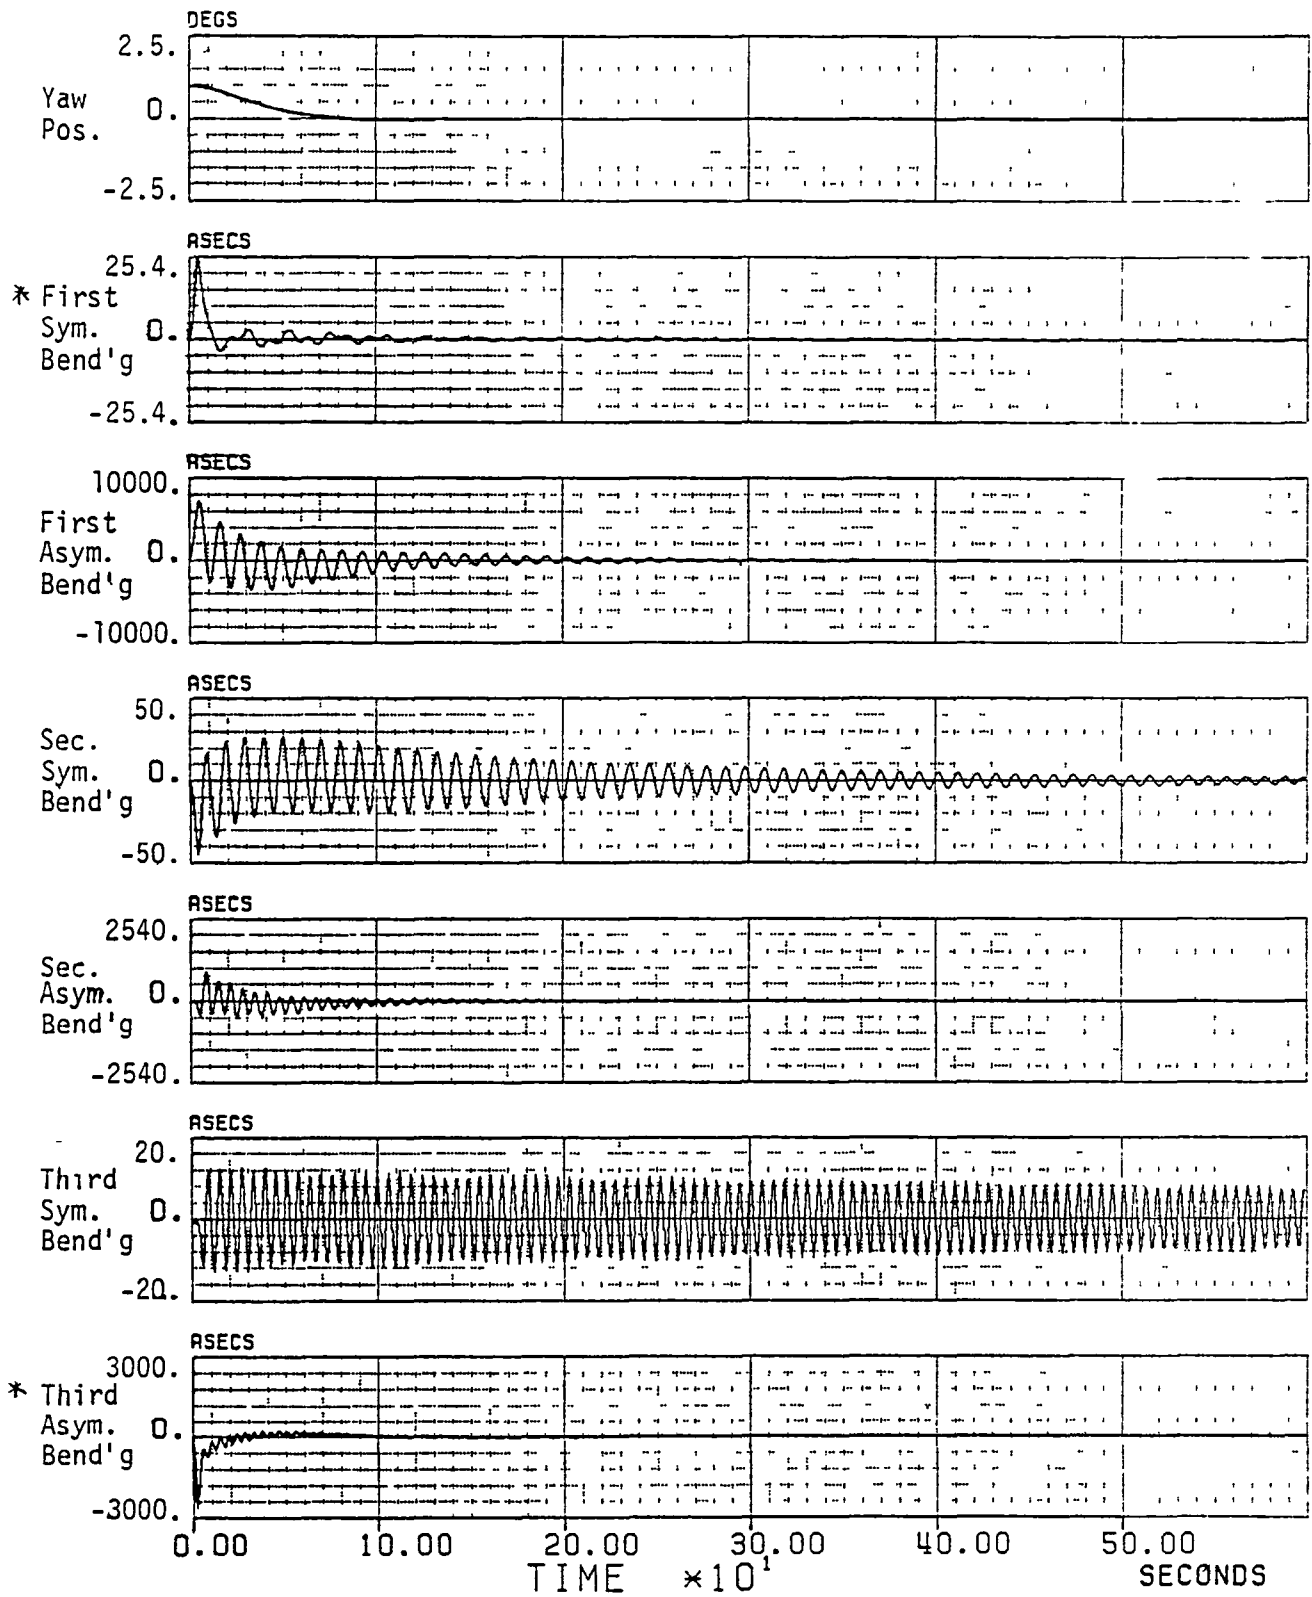 DEGS
2.5.
Yaw
Pos.
0.
-2.5.
ASECS
25.4.
* First
Sym.
Bend'g
0.
-25.4.
ASECS
10000.
First
Asym.
Bend'g
0.
-10000.
ASECS
50.
Sec.
Sym.
Bend'g
0.
-50.
ASECS
2540.
Sec.
Asym.
Bend'g
0.
-2540.
ASECS
20.
Third
Sym.
Bend'g
0.
-20.
ASECS
3000.
* Third
Asym.
Bend'g
0.
-3000.
0.00 10.00 20.00 30.00 40.00 50.00
TIME *10¹ SECONDS